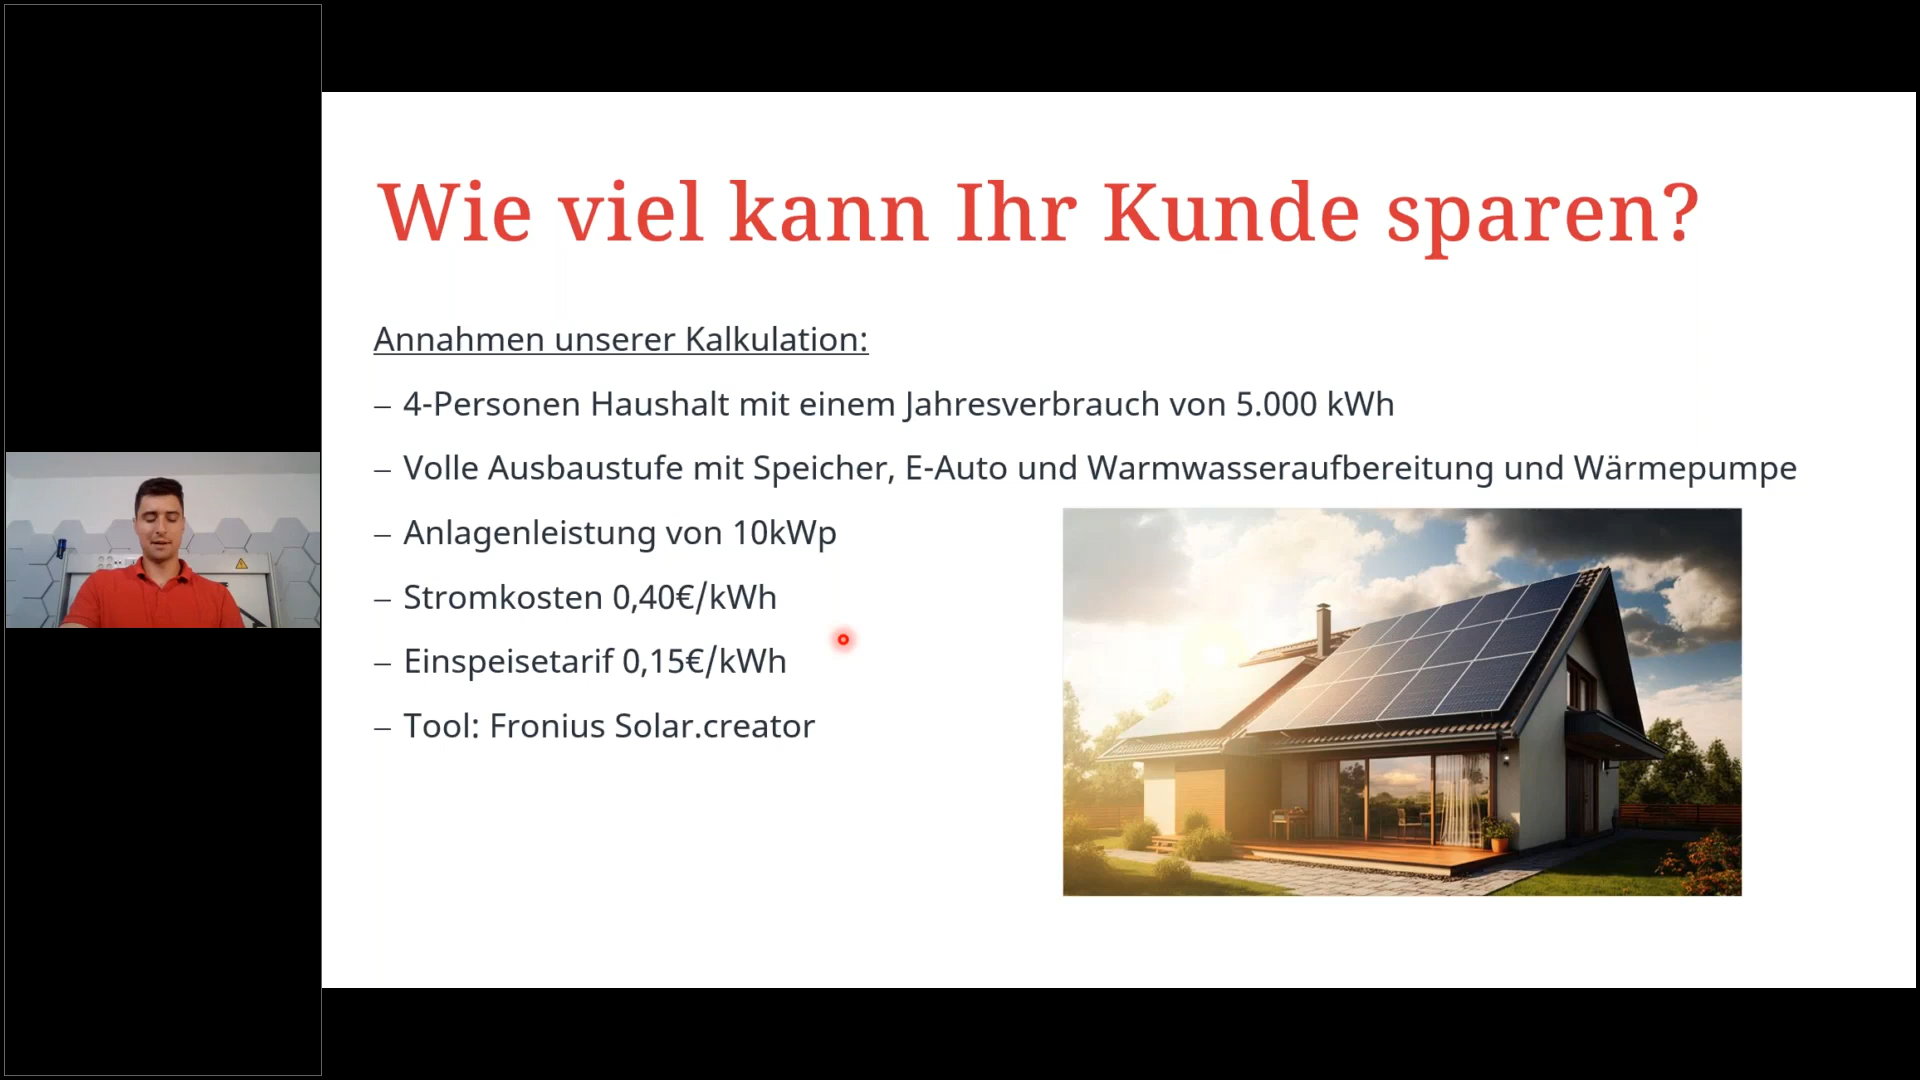 Wie viel kann Ihr Kunde sparen?
Annahmen unserer Kalkulation:
– 4-Personen Haushalt mit einem Jahresverbrauch von 5.000 kWh
– Volle Ausbaustufe mit Speicher, E-Auto und Warmwasseraufbereitung und Wärmepumpe
– Anlagenleistung von 10kWp
– Stromkosten 0,40€/kWh
– Einspeisetarif 0,15€/kWh
– Tool: Fronius Solar.creator